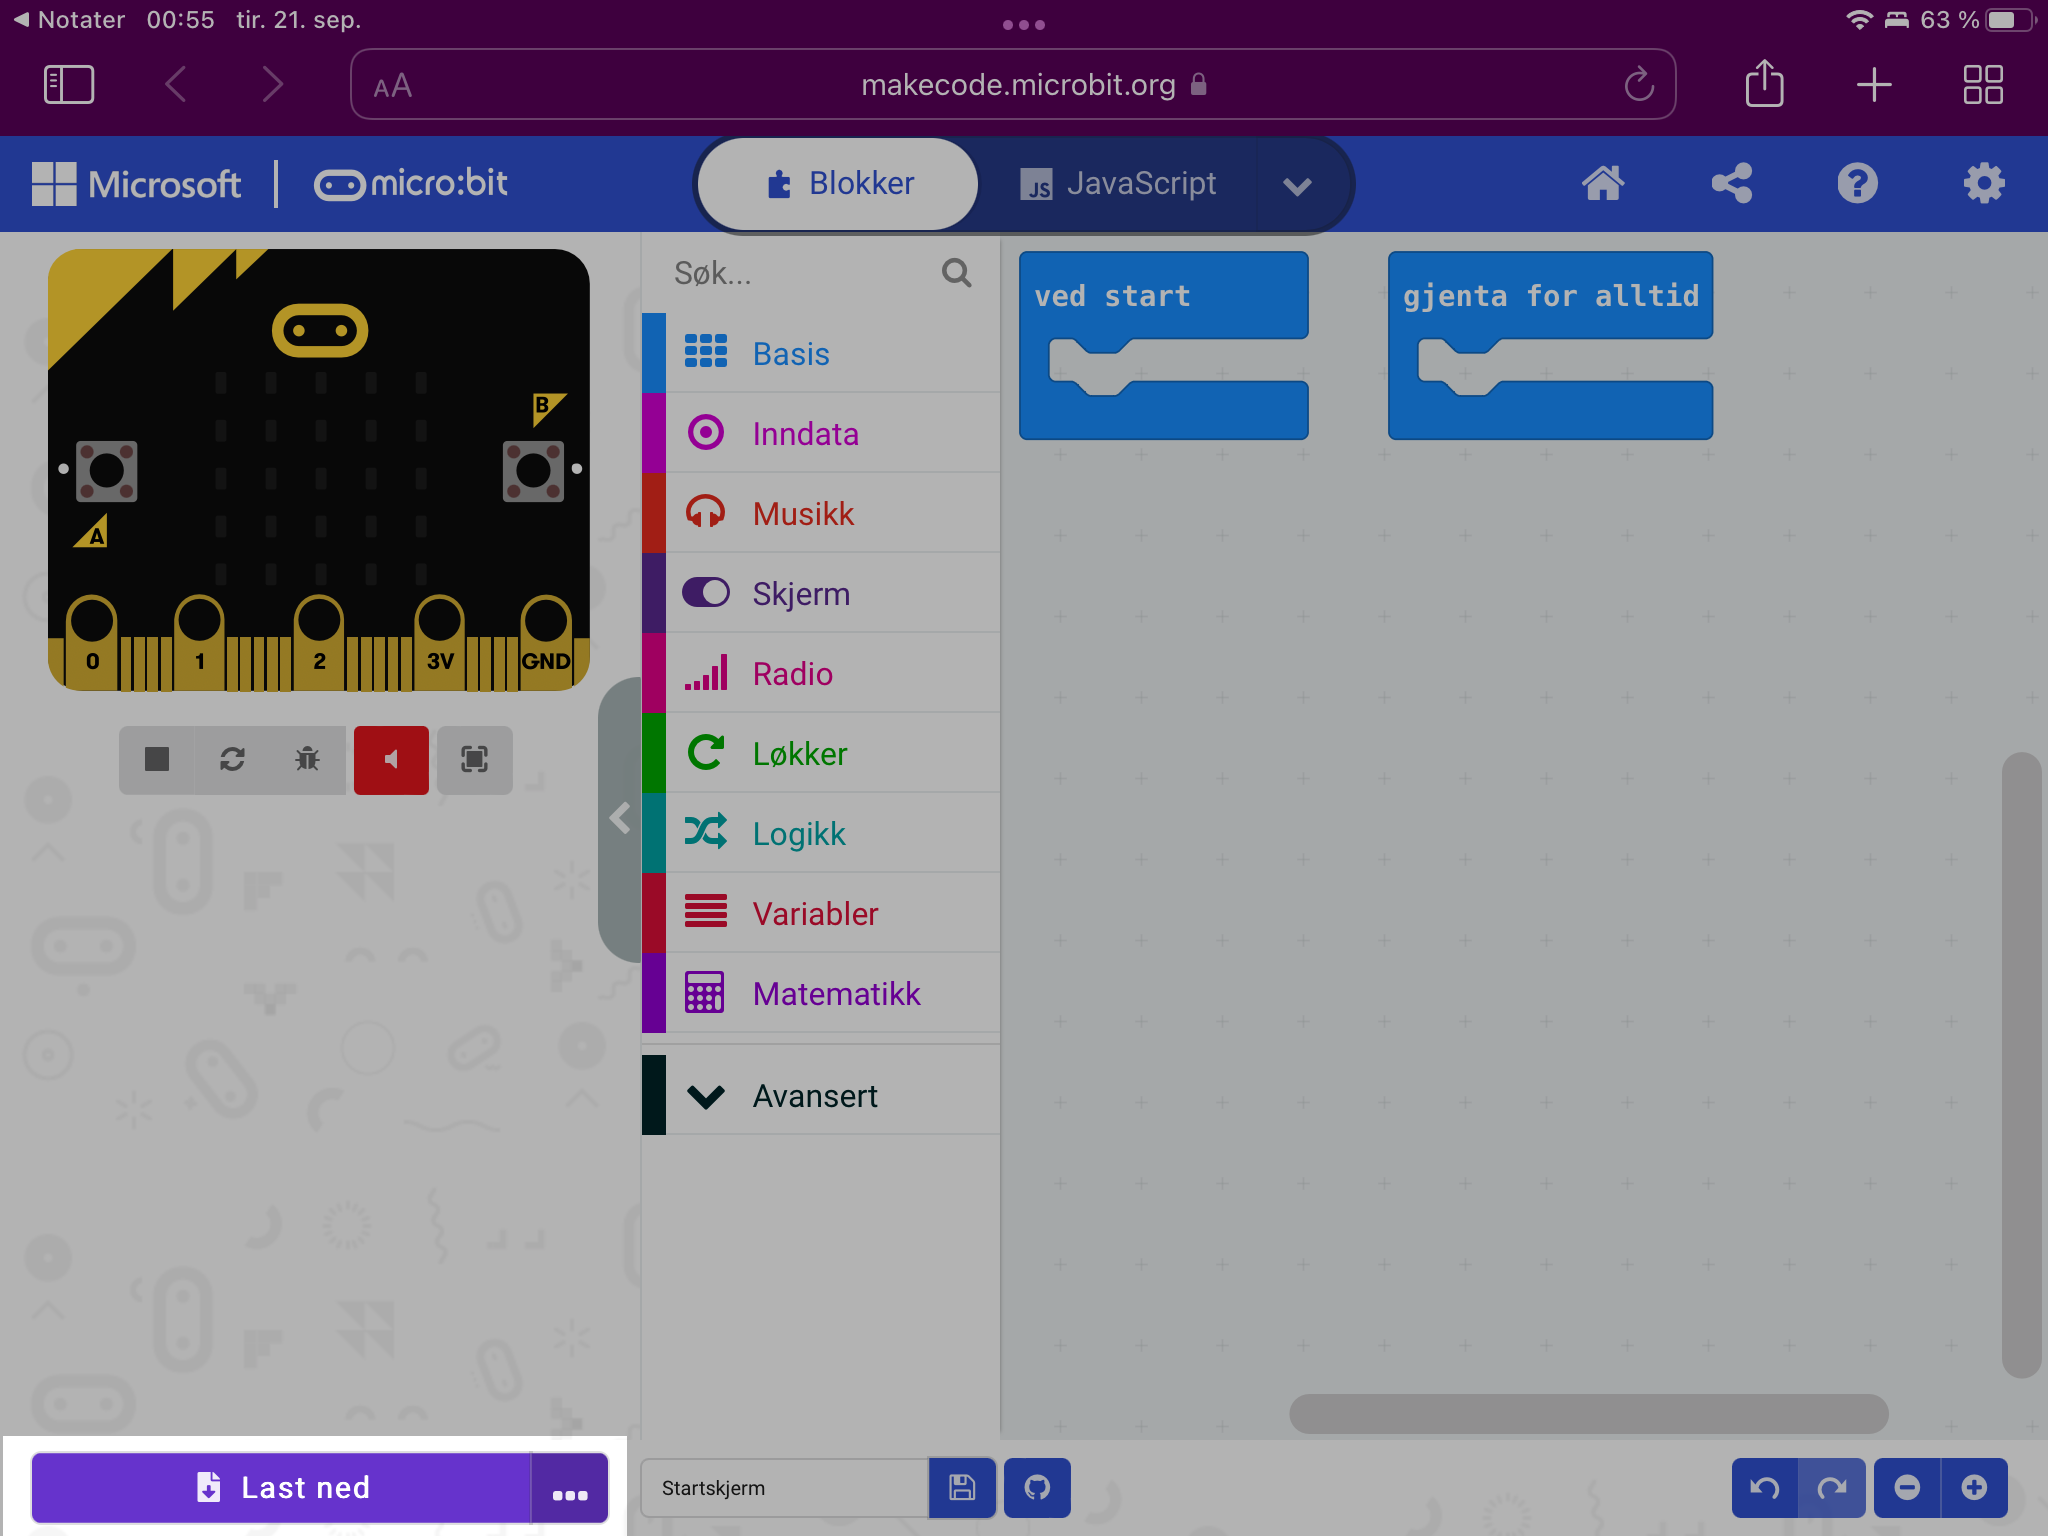 Notater 00:55 tir. 21. sep.
63 %
AA
makecode.microbit.org
Microsoft
micro:bit
Blokker
JS JavaScript
B
A
0 1 2 3V GND
Søk...
Basis
Inndata
Musikk
Skjerm
Radio
Løkker
Logikk
Variabler
Matematikk
Avansert
ved start
gjenta for alltid
Last ned
...
Startskjerm